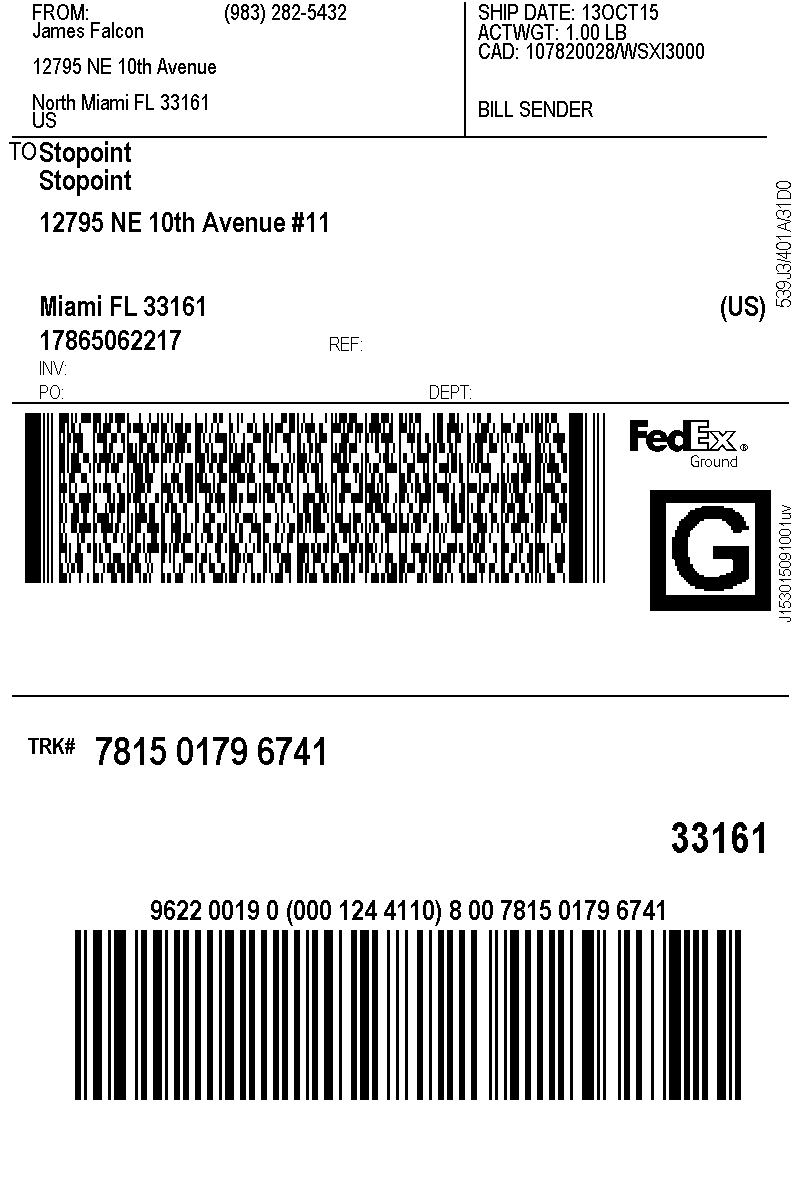 FROM: (983) 282-5432
James Falcon
12795 NE 10th Avenue
North Miami FL 33161
US
SHIP DATE: 13OCT15
ACTWGT: 1.00 LB
CAD: 107820028/WSXI3000
BILL SENDER
TO Stopoint
Stopoint
12795 NE 10th Avenue #11
Miami FL 33161 (US)
17865062217 REF:
INV:
PO: DEPT:
539J3/401A/31D0
FedEx®
Ground
G
J153015091001uv
TRK# 7815 0179 6741
33161
9622 0019 0 (000 124 4110) 8 00 7815 0179 6741